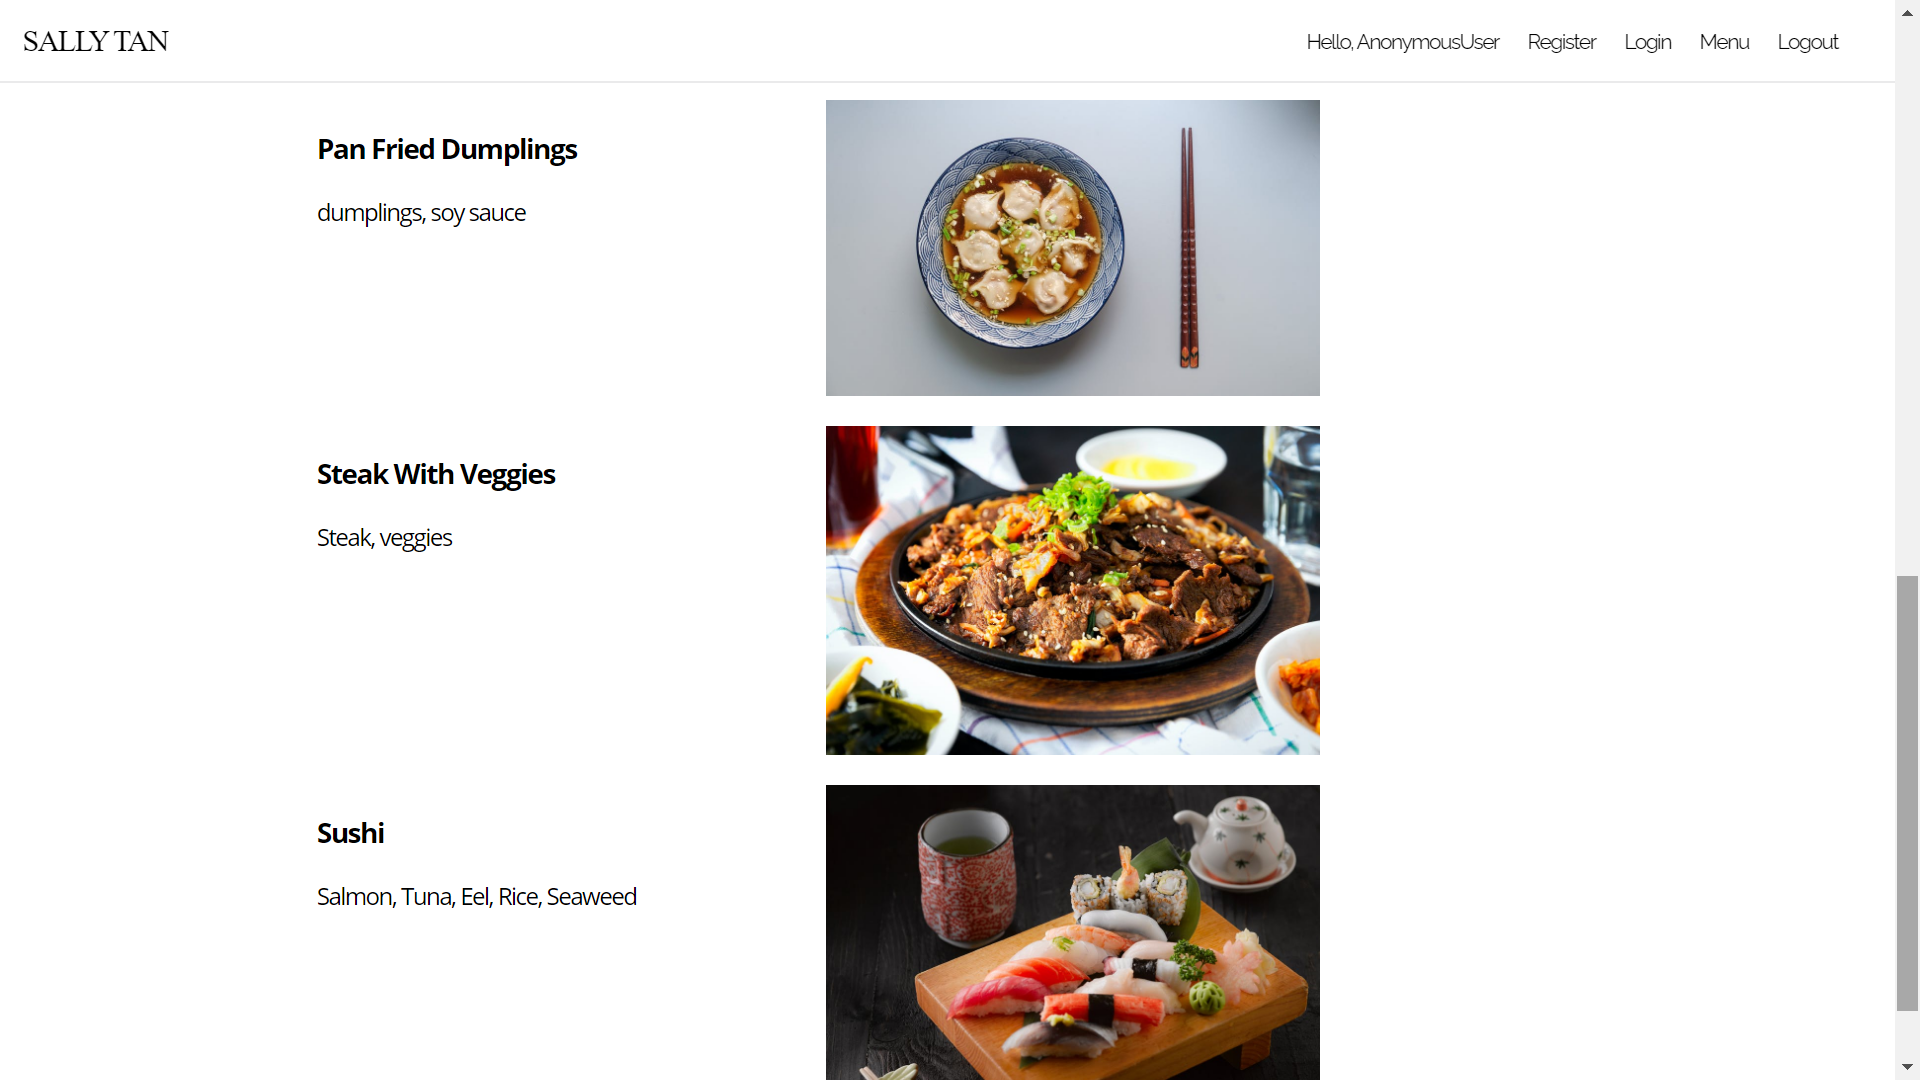 SALLY TAN
Hello, AnonymousUser Register Login Menu Logout
Pan Fried Dumplings
dumplings, soy sauce
Steak With Veggies
Steak, veggies
Sushi
Salmon, Tuna, Eel, Rice, Seaweed